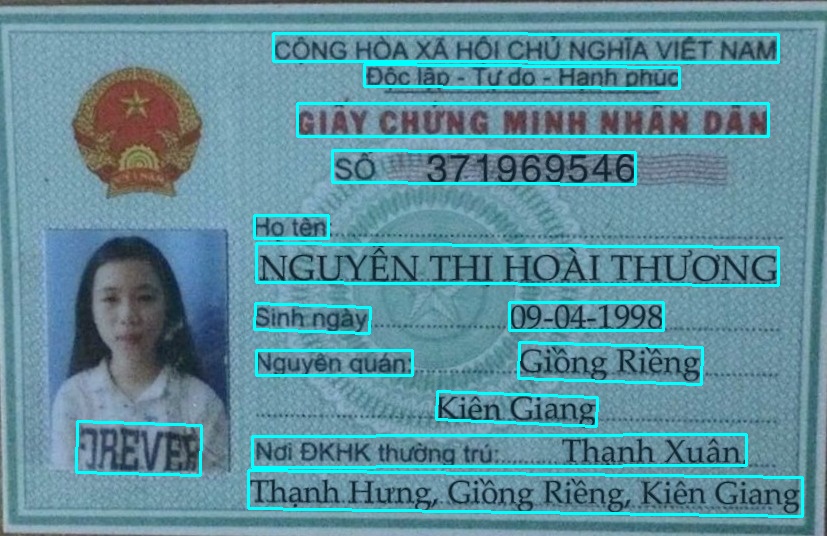 CỘNG HÒA XÃ HỘI CHỦ NGHĨA VIỆT NAM
Độc lập - Tự do - Hạnh phúc
GIẤY CHỨNG MINH NHÂN DÂN
SỐ 371969546
Họ tên
NGUYỄN THỊ HOÀI THƯƠNG
Sinh ngày 09-04-1998
Nguyên quán Giồng Riềng
Kiên Giang
Nơi ĐKHK thường trú: Thạnh Xuân
Thạnh Hưng, Giồng Riềng, Kiên Giang
FOREVER